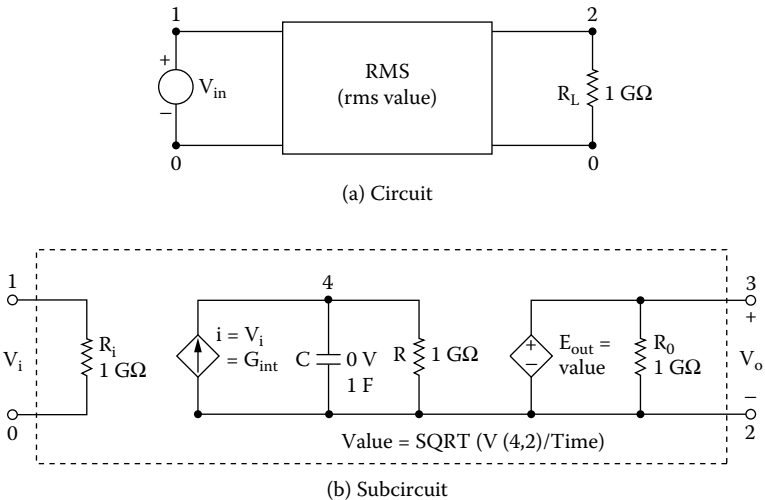 1
2
+
V_in
−
RMS
(rms value)
R_L
1 GΩ
0
0
(a) Circuit
1
4
3
+
V_i
R_i
1 GΩ
i = V_i
= G_int
C
0 V
1 F
R
1 GΩ
+
−
E_out =
value
R_0
1 GΩ
V_o
−
0
2
Value = SQRT (V (4,2)/Time)
(b) Subcircuit